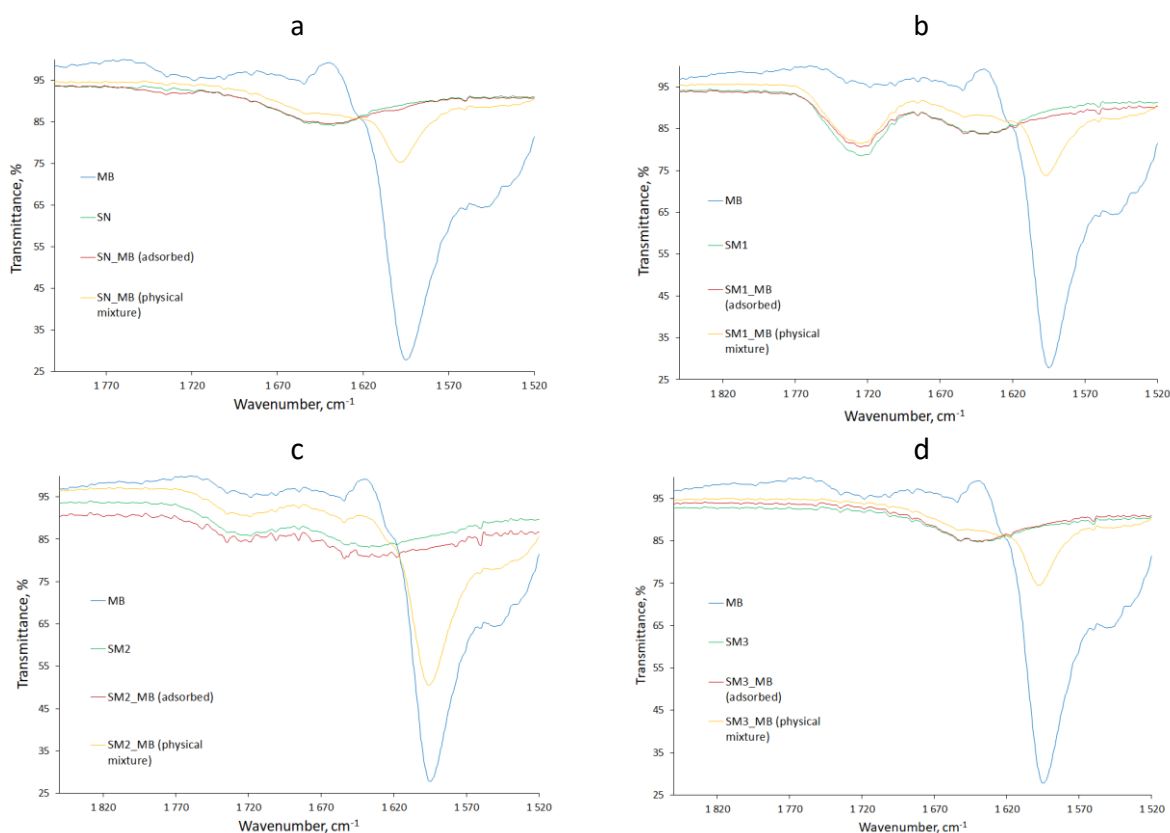 a
Transmittance, %
95
85
75
65
55
45
35
25
MB
SN
SN_MB (adsorbed)
SN_MB (physical
mixture)
1 770
1 720
1 670
1 620
1 570
1 520
Wavenumber, cm⁻¹
b
Transmittance, %
95
85
75
65
55
45
35
25
MB
SM1
SM1_MB
(adsorbed)
SM1_MB (physical
mixture)
1 820
1 770
1 720
1 670
1 620
1 570
1 520
Wavenumber, cm⁻¹
c
Transmittance, %
95
85
75
65
55
45
35
25
MB
SM2
SM2_MB (adsorbed)
SM2_MB (physical
mixture)
1 820
1 770
1 720
1 670
1 620
1 570
1 520
Wavenumber, cm⁻¹
d
Transmittance, %
95
85
75
65
55
45
35
25
MB
SM3
SM3_MB
(adsorbed)
SM3_MB (physical
mixture)
1 820
1 770
1 720
1 670
1 620
1 570
1 520
Wavenumber, cm⁻¹